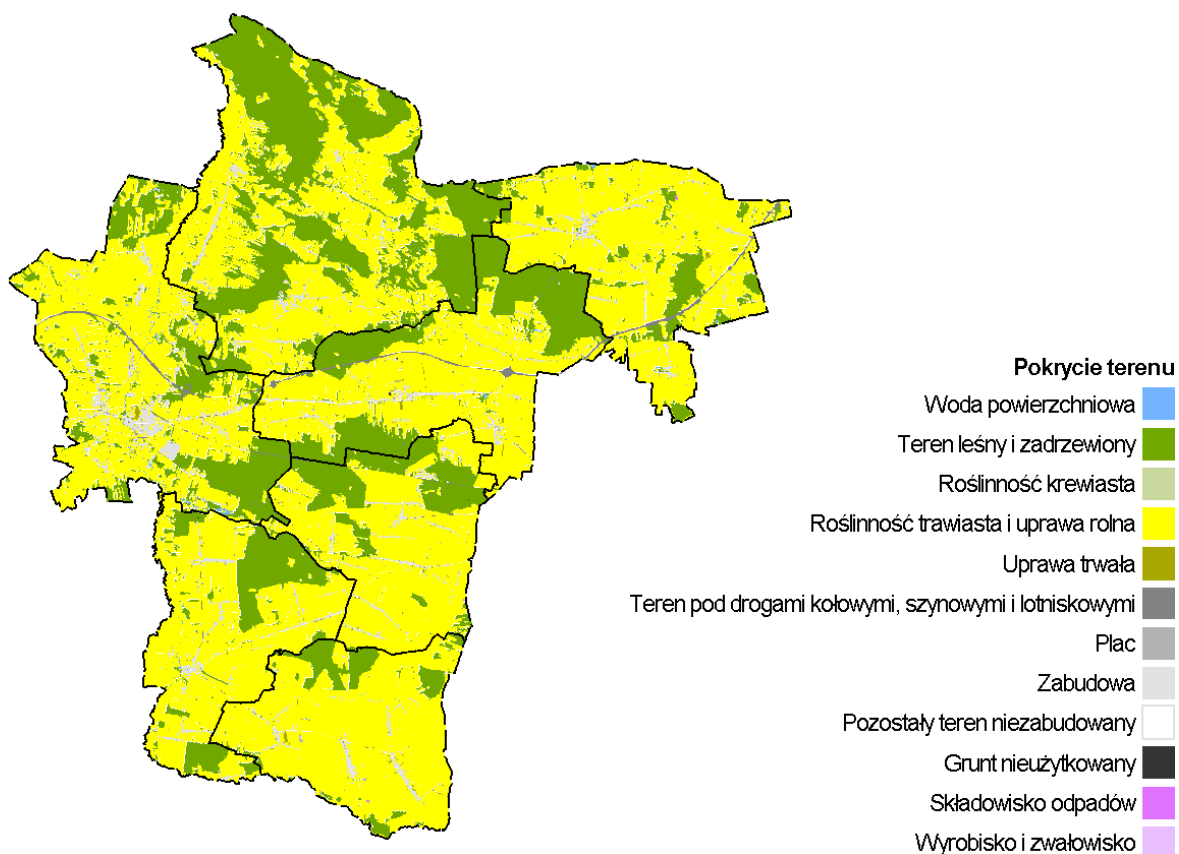 Pokrycie terenu
Woda powierzchniowa
Teren leśny i zadrzewiony
Roślinność krewiasta
Roślinność trawiasta i uprawa rolna
Uprawa trwała
Teren pod drogami kołowymi, szynowymi i lotniskowymi
Plac
Zabudowa
Pozostały teren niezabudowany
Grunt nieużytkowany
Składowisko odpadów
Wyrobisko i zwałowisko